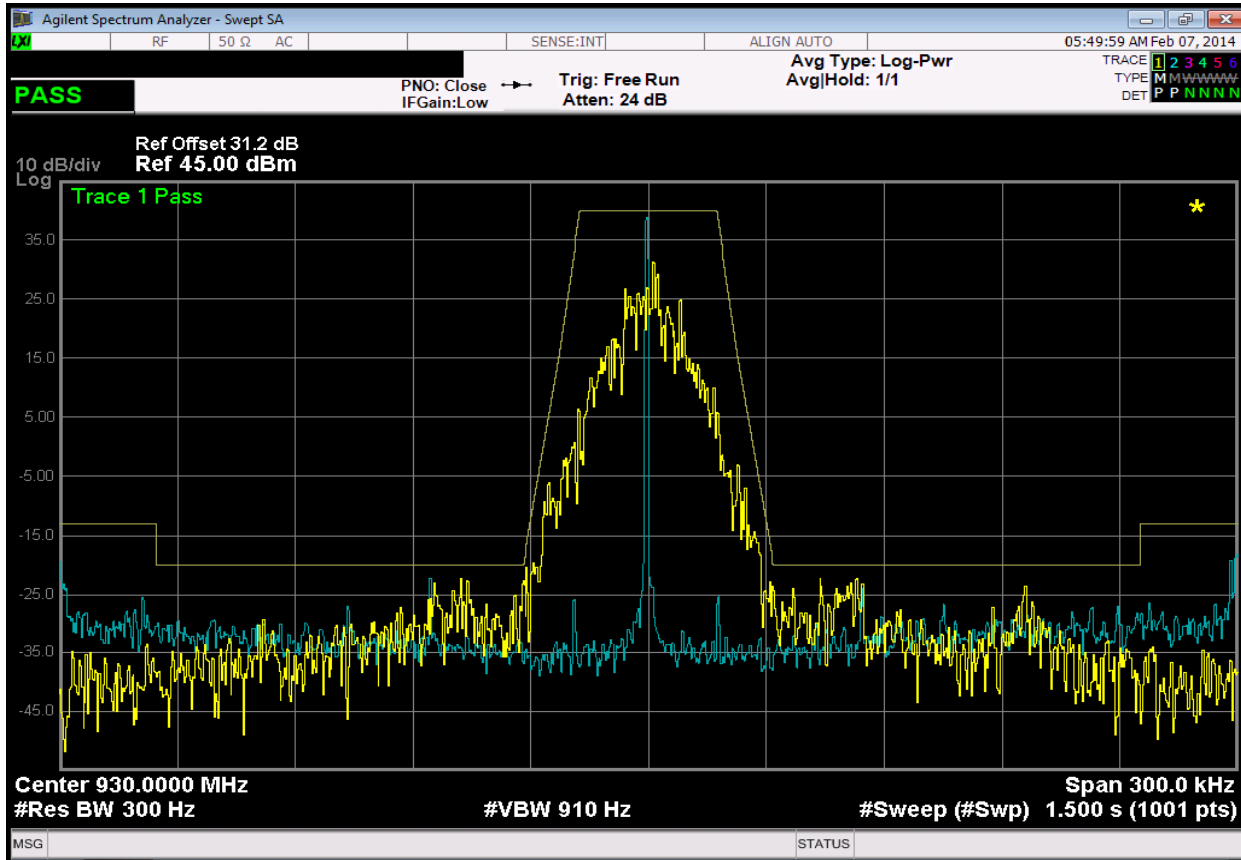 Agilent Spectrum Analyzer - Swept SA
LXI RF 50 Ω AC SENSE:INT ALIGN AUTO 05:49:59 AM Feb 07, 2014
Avg Type: Log-Pwr TRACE 1 2 3 4 5 6
PNO: Close Trig: Free Run Avg|Hold: 1/1 TYPE M M W W W W
PASS IFGain:Low Atten: 24 dB DET P P N N N N
Ref Offset 31.2 dB
10 dB/div Ref 45.00 dBm
Log
Trace 1 Pass
*
35.0
25.0
15.0
5.00
-5.00
-15.0
-25.0
-35.0
-45.0
Center 930.0000 MHz Span 300.0 kHz
#Res BW 300 Hz #VBW 910 Hz #Sweep (#Swp) 1.500 s (1001 pts)
MSG STATUS